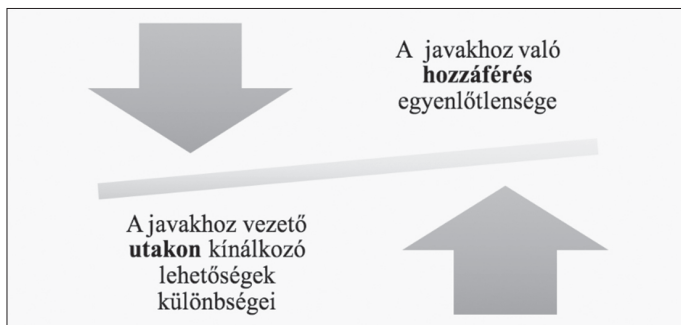 A javakhoz való
hozzáférés
egyenlőtlensége
A javakhoz vezető
utakon kínálkozó
lehetőségek
különbségei